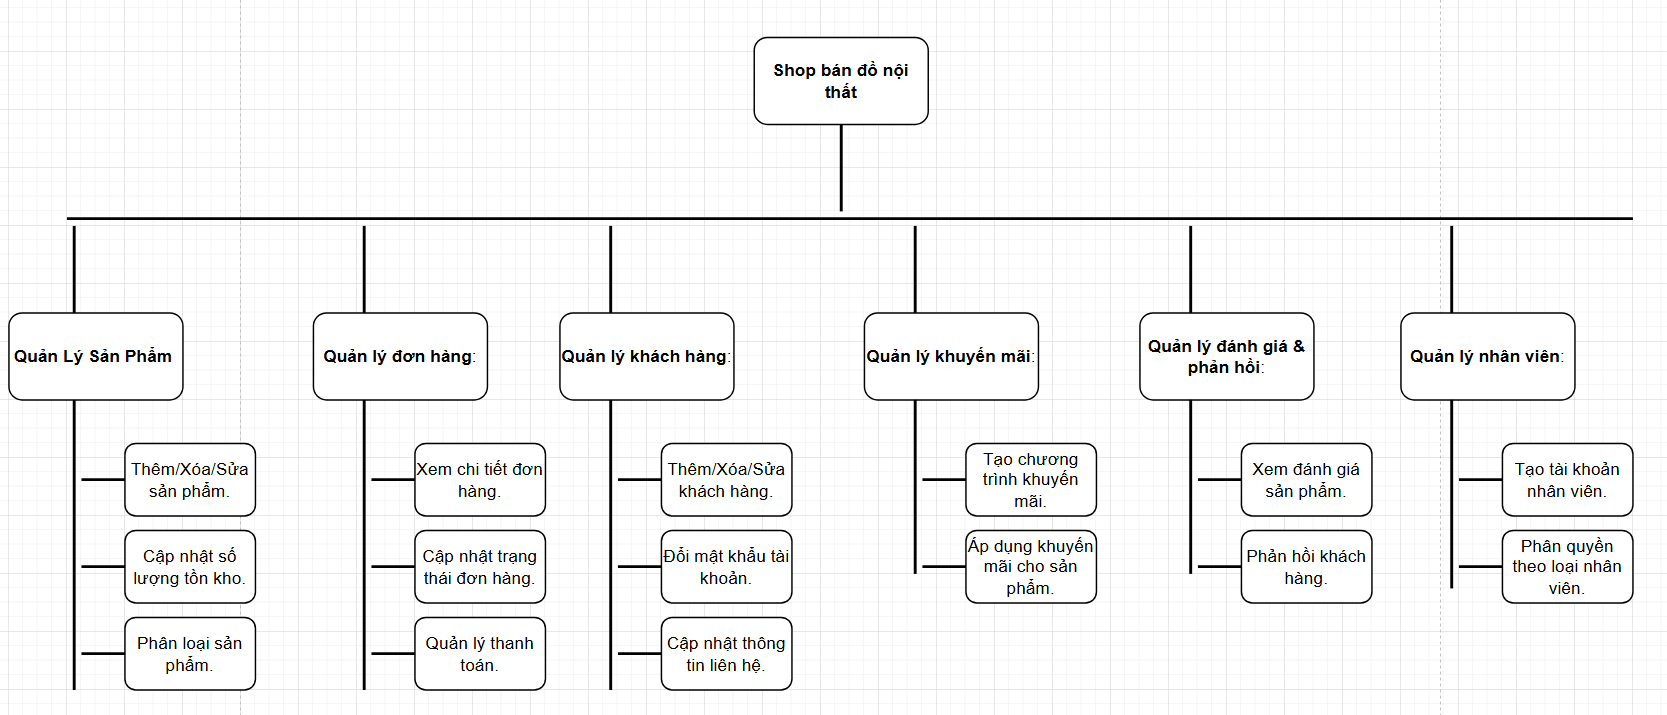 Shop bán đồ nội
thất
Quản Lý Sản Phẩm
Quản lý đơn hàng:
Quản lý khách hàng:
Quản lý khuyến mãi:
Quản lý đánh giá &
phản hồi:
Quản lý nhân viên:
Thêm/Xóa/Sửa
sản phẩm.
Cập nhật số
lượng tồn kho.
Phân loại sản
phẩm.
Xem chi tiết đơn
hàng.
Cập nhật trạng
thái đơn hàng.
Quản lý thanh
toán.
Thêm/Xóa/Sửa
khách hàng.
Đổi mật khẩu tài
khoản.
Cập nhật thông
tin liên hệ.
Tạo chương
trình khuyến
mãi.
Áp dụng khuyến
mãi cho sản
phẩm.
Xem đánh giá
sản phẩm.
Phản hồi khách
hàng.
Tạo tài khoản
nhân viên.
Phân quyền
theo loại nhân
viên.